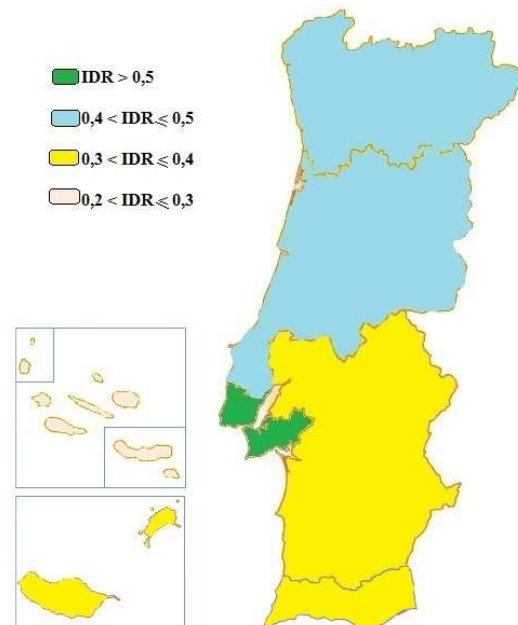 IDR > 0,5
0,4 < IDR ⩽ 0,5
0,3 < IDR ⩽ 0,4
0,2 < IDR ⩽ 0,3